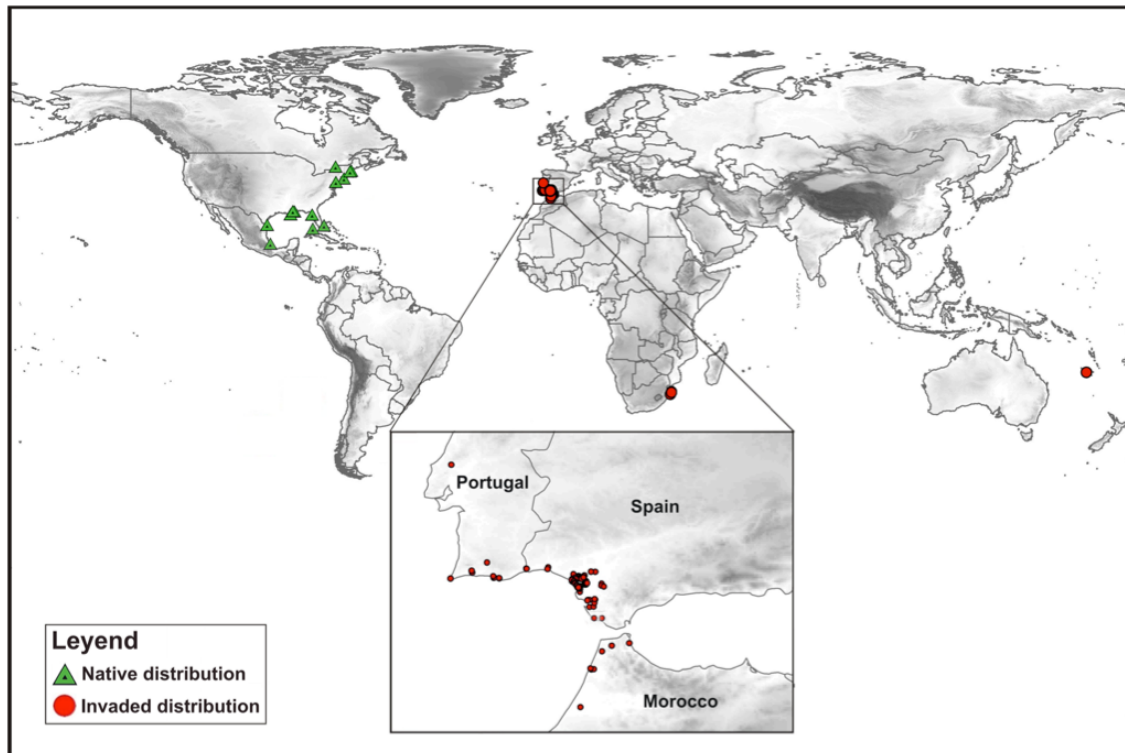 Portugal
Spain
Morocco
Leyend
Native distribution
Invaded distribution